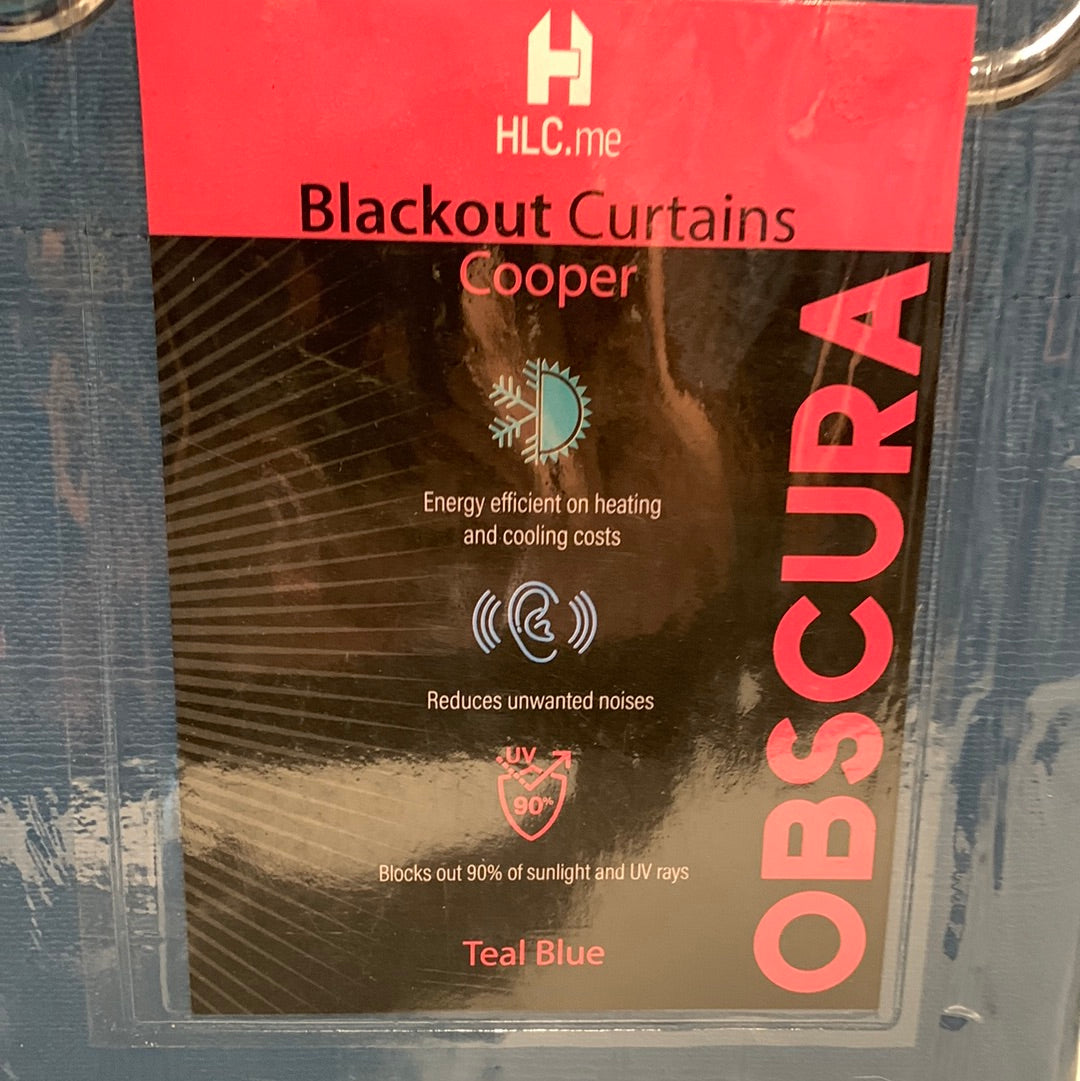 HLC.me
Blackout Curtains
Cooper
Energy efficient on heating
and cooling costs
Reduces unwanted noises
UV
90%
Blocks out 90% of sunlight and UV rays
Teal Blue
OBSCURA